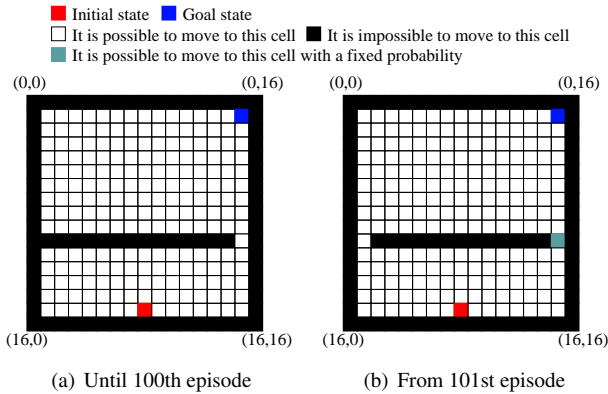 Initial state Goal state
It is possible to move to this cell It is impossible to move to this cell
It is possible to move to this cell with a fixed probability
(0,0) (0,16) (0,0) (0,16)
(16,0) (16,16) (16,0) (16,16)
(a) Until 100th episode (b) From 101st episode